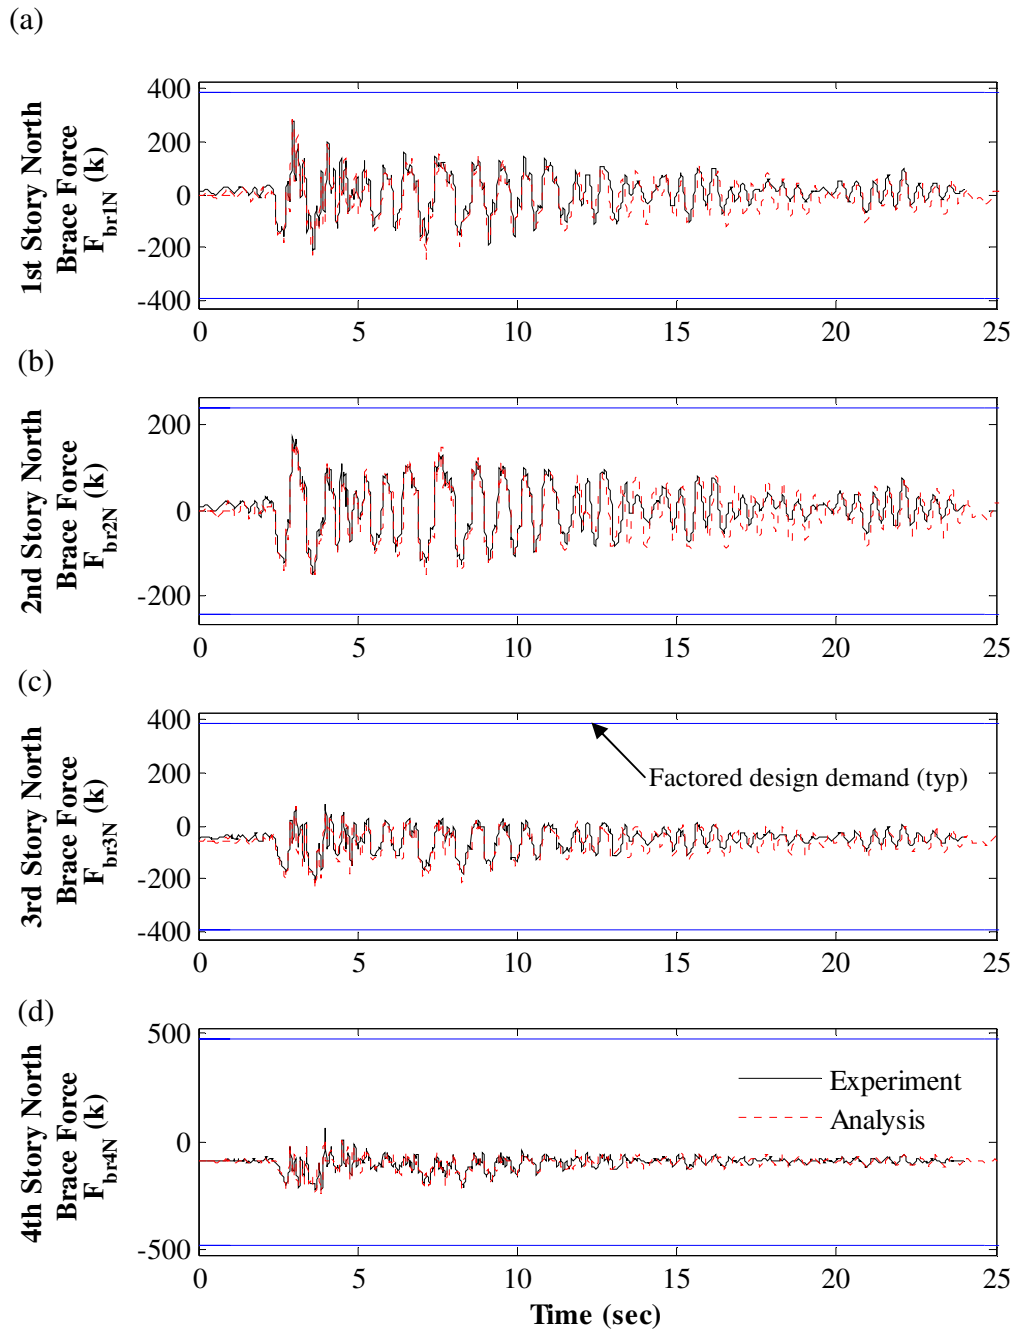 (a)
1st Story North
Brace Force
F_br1N (k)
400
200
0
-200
-400
0 5 10 15 20 25
(b)
2nd Story North
Brace Force
F_br2N (k)
200
0
-200
0 5 10 15 20 25
(c)
3rd Story North
Brace Force
F_br3N (k)
400
200
0
-200
-400
Factored design demand (typ)
0 5 10 15 20 25
(d)
4th Story North
Brace Force
F_br4N (k)
500
0
-500
Experiment
Analysis
0 5 10 15 20 25
Time (sec)